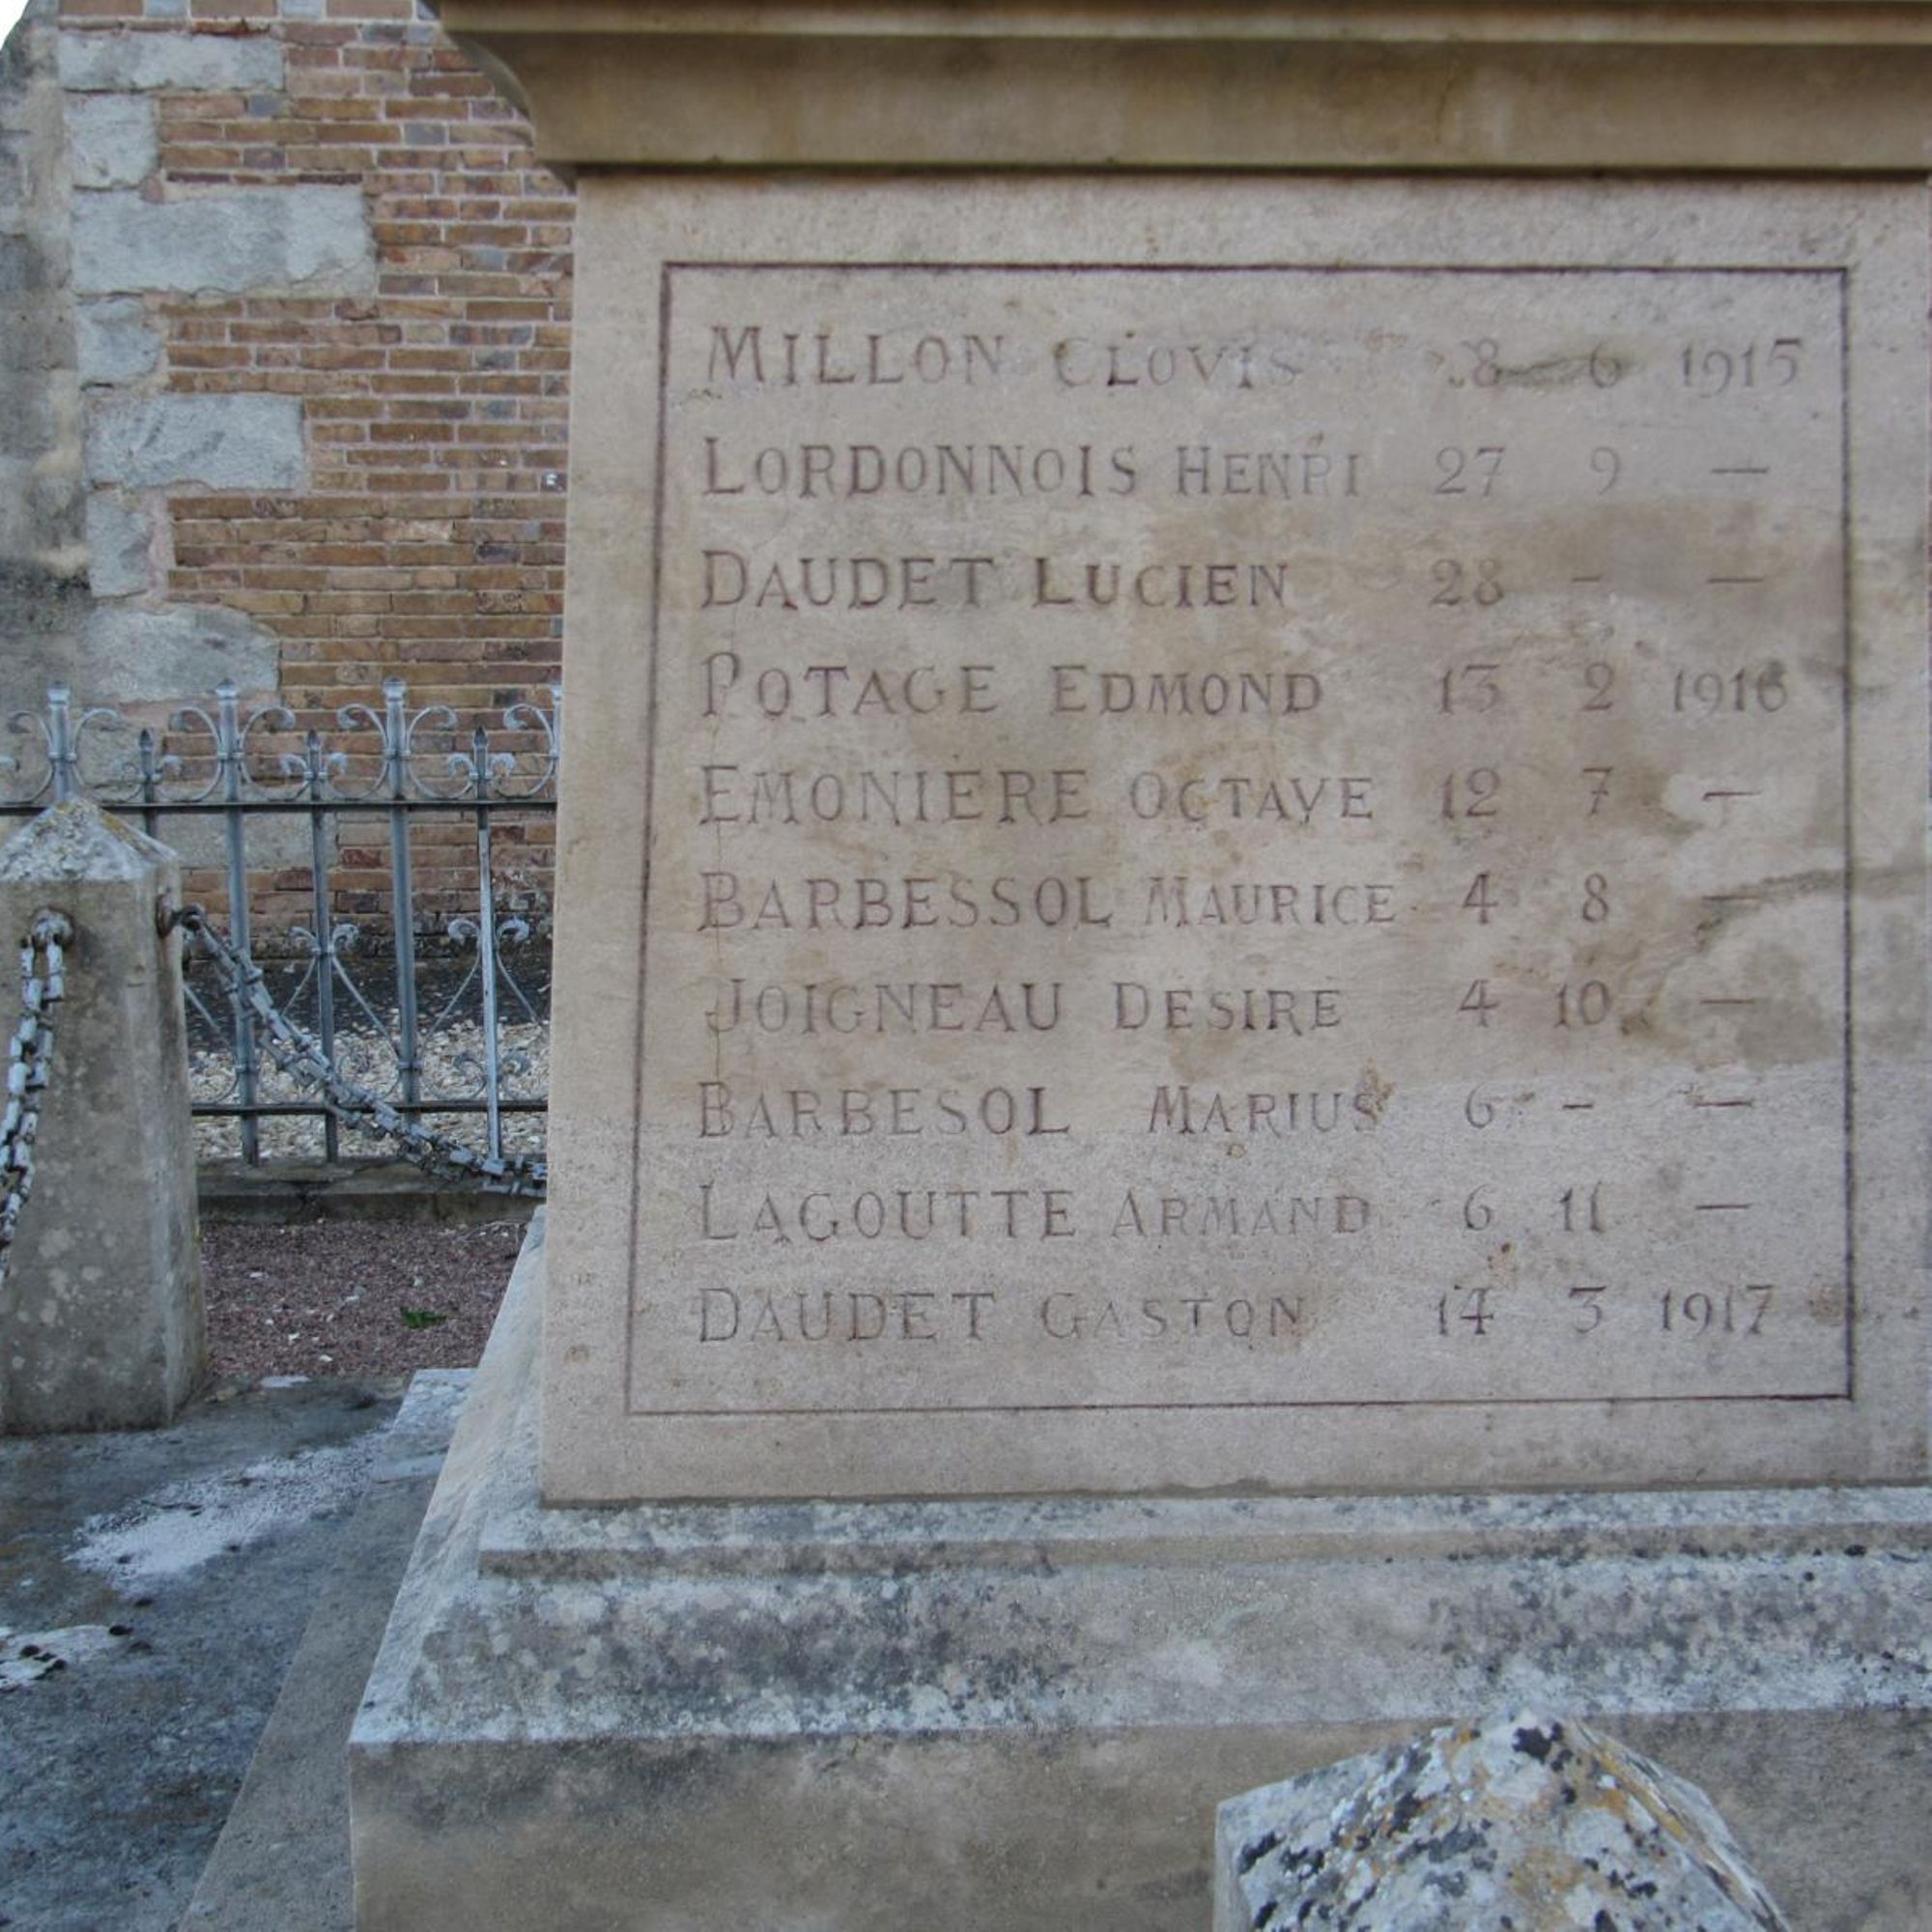 MILLON CLOVIS 8 6 1915
LORDONNOIS HENRI 27 9 —
DAUDET LUCIEN 28 - —
POTAGE EDMOND 13 2 1916
EMONIÈRE OCTAVE 12 7 —
BARBESSOL MAURICE 4 8 —
JOIGNEAU DESIRÉ 4 10 —
BARBESOL MARIUS 6 - —
LAGOUTTE ARMAND 6 11 —
DAUDET GASTON 14 3 1917